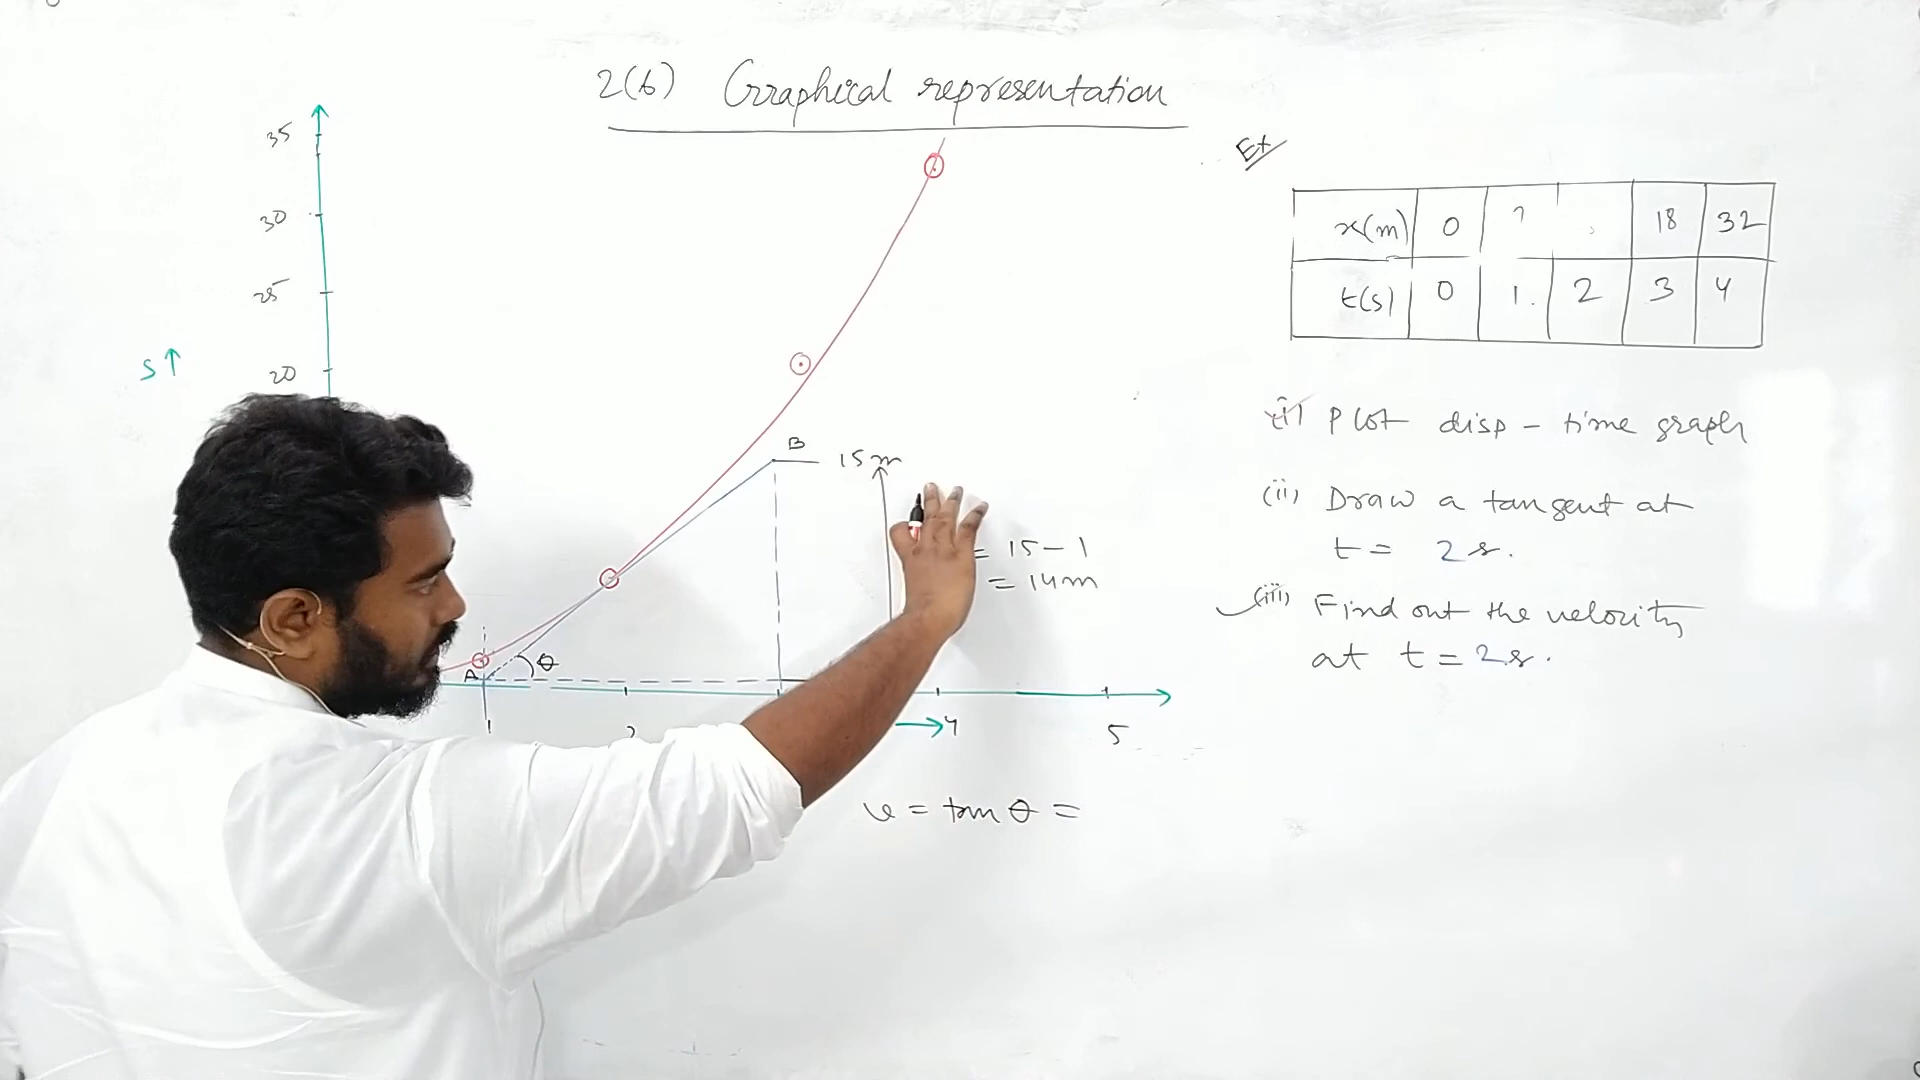 2(b) Graphical representation
Ex
x(m) 0 18 32
t(s) 0 1. 2 3 4
(i) Plot disp - time graph
(ii) Draw a tangent at
t = 2s.
(iii) Find out the velocity
at t = 2s.
35
30
25
20
S↑
B
15m
= 15 - 1
= 14m
A
θ
1
4
5
v = tan θ =